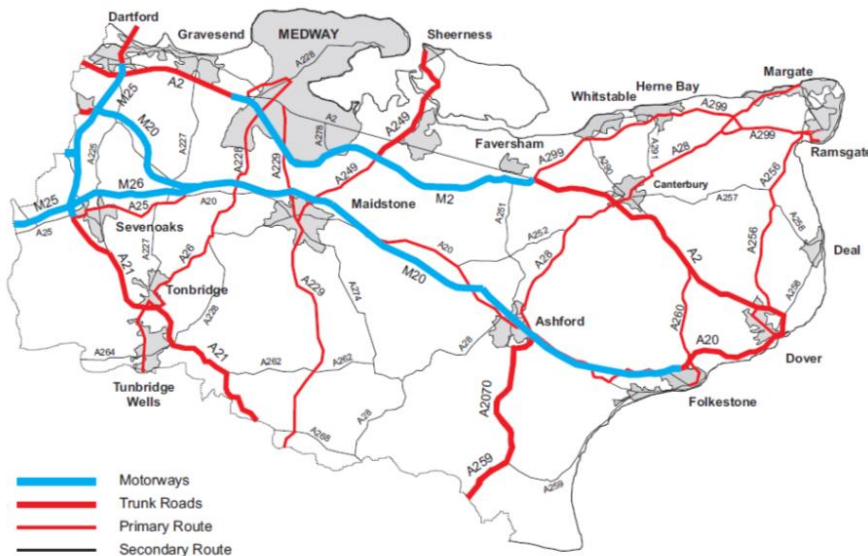 Dartford
Gravesend
MEDWAY
Sheerness
A228
A2
M25
M20
A227
A225
A228
A229
A278
A2
A249
A249
Herne Bay
Whitstable
Margate
A299
A299
Ramsgate
Faversham
A299
A290
A291
A28
A256
Canterbury
A257
M2
A251
A252
M25
A25
M26
A25
A20
Sevenoaks
A227
A26
Maidstone
A20
M20
A229
A274
A28
A2
A256
A258
Deal
A258
A21
Tonbridge
A228
A21
A264
Tunbridge
Wells
A262
A262
A28
A28
A268
Ashford
A260
A20
Dover
Folkestone
A2070
A259
A259
Motorways
Trunk Roads
Primary Route
Secondary Route